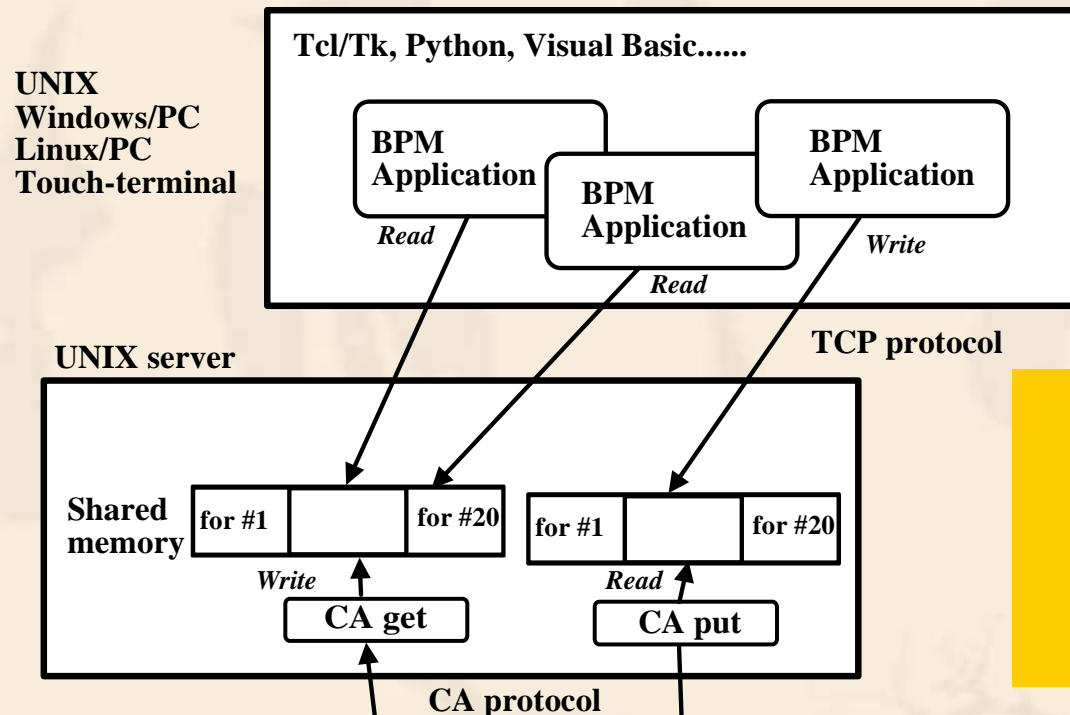 Tcl/Tk, Python, Visual Basic......
UNIX
Windows/PC
Linux/PC
Touch-terminal
BPM
Application
BPM
Application
BPM
Application
Read
Read
Write
TCP protocol
UNIX server
Shared
memory
for #1
for #20
for #1
for #20
Write
Read
CA get
CA put
CA protocol